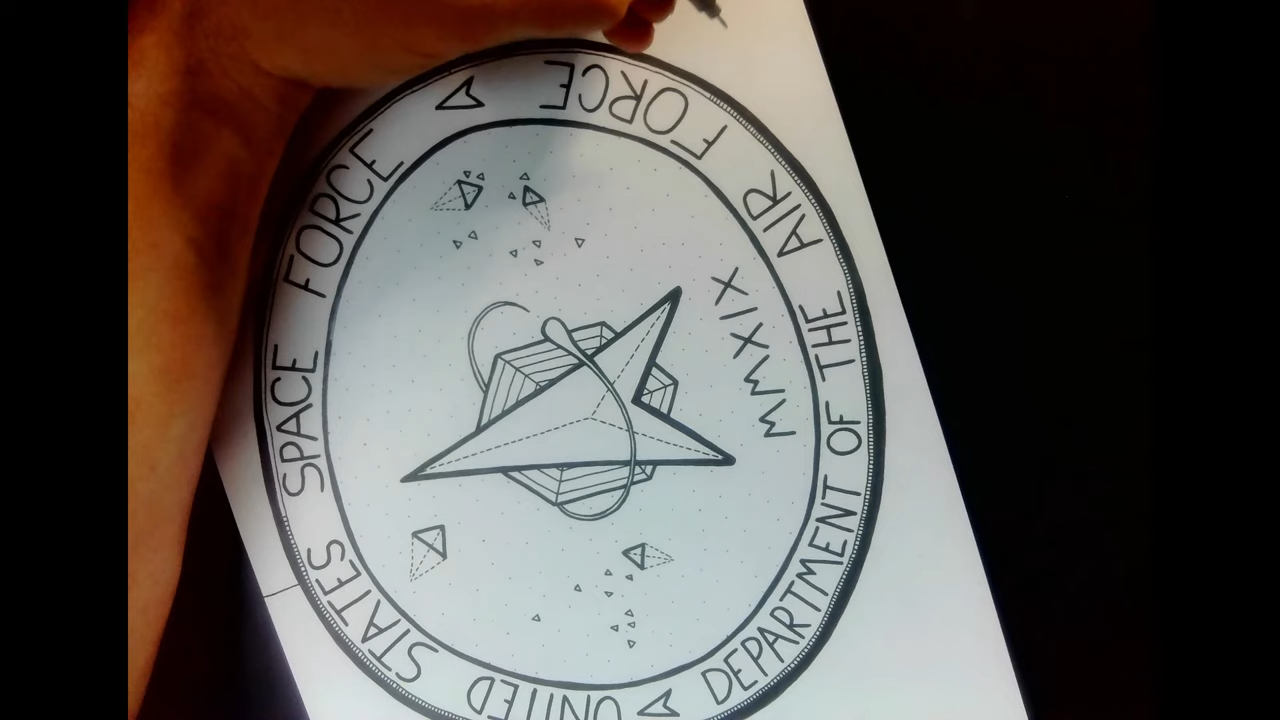 UNITED STATES SPACE FORCE
DEPARTMENT OF THE AIR FORCE
MMXIX